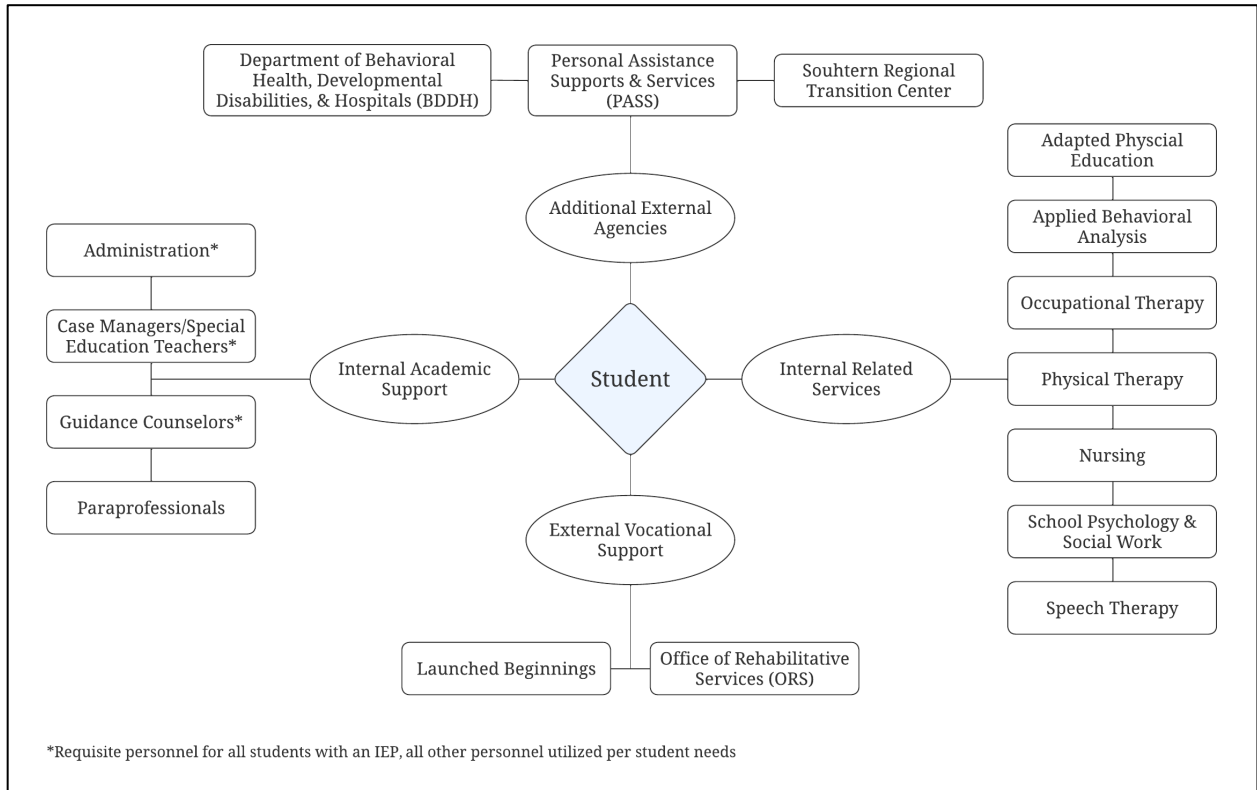 Department of Behavioral
Health, Developmental
Disabilities, & Hospitals (BDDH)
Personal Assistance
Supports & Services
(PASS)
Souhtern Regional
Transition Center
Additional External
Agencies
Administration*
Case Managers/Special
Education Teachers*
Guidance Counselors*
Paraprofessionals
Internal Academic
Support
Student
Internal Related
Services
Adapted Physcial
Education
Applied Behavioral
Analysis
Occupational Therapy
Physical Therapy
Nursing
School Psychology &
Social Work
Speech Therapy
External Vocational
Support
Launched Beginnings
Office of Rehabilitative
Services (ORS)
*Requisite personnel for all students with an IEP, all other personnel utilized per student needs